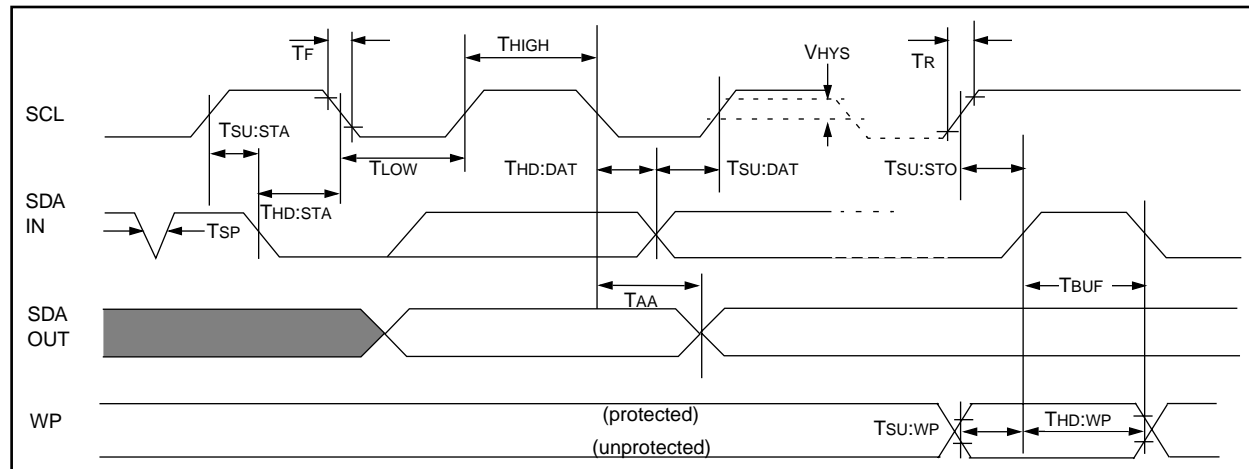 TF
THIGH
VHYS
TR
SCL
TSU:STA
TLOW
THD:DAT
TSU:DAT
TSU:STO
SDA
IN
TSP
THD:STA
TBUF
TAA
SDA
OUT
WP
(protected)
(unprotected)
TSU:WP
THD:WP